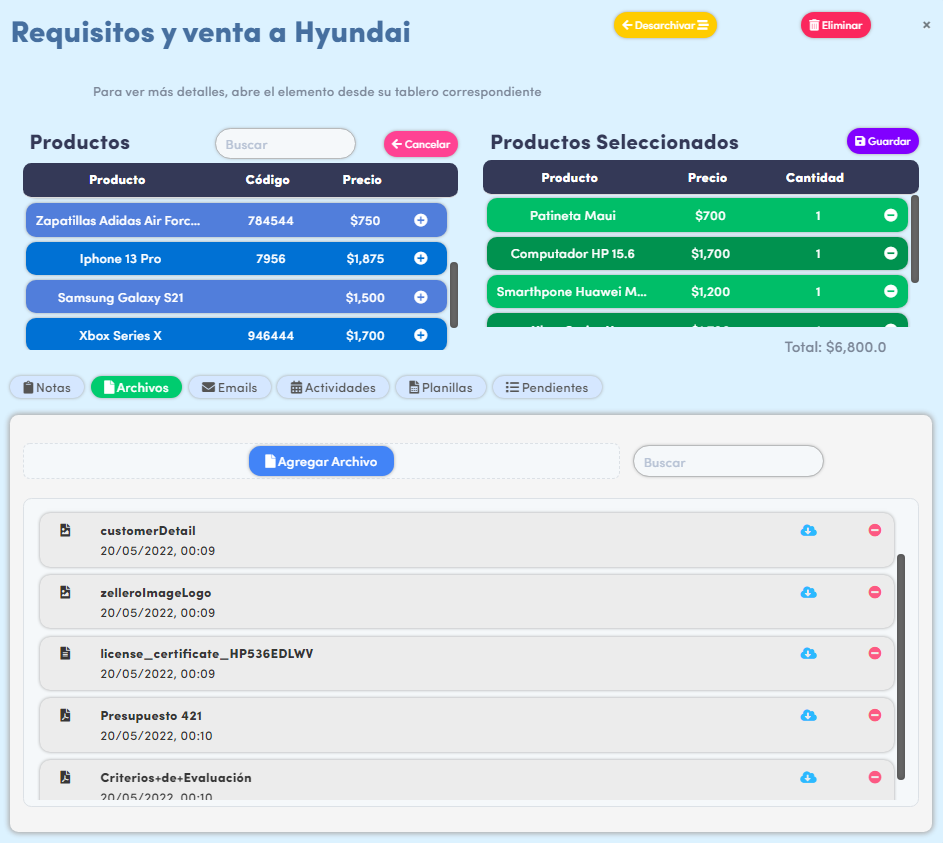 Requisitos y venta a Hyundai
Desarchivar
Eliminar
×
Para ver más detalles, abre el elemento desde su tablero correspondiente
Productos
Buscar
Cancelar
Producto Código Precio
Zapatillas Adidas Air Forc... 784544 $750
Iphone 13 Pro 7956 $1,875
Samsung Galaxy S21 $1,500
Xbox Series X 946444 $1,700
Productos Seleccionados
Guardar
Producto Precio Cantidad
Patineta Maui $700 1
Computador HP 15.6 $1,700 1
Smarthpone Huawei M... $1,200 1
Total: $6,800.0
Notas
Archivos
Emails
Actividades
Planillas
Pendientes
Agregar Archivo
Buscar
customerDetail
20/05/2022, 00:09
zelleroImageLogo
20/05/2022, 00:09
license_certificate_HP536EDLWV
20/05/2022, 00:09
Presupuesto 421
20/05/2022, 00:10
Criterios+de+Evaluación
20/05/2022, 00:10